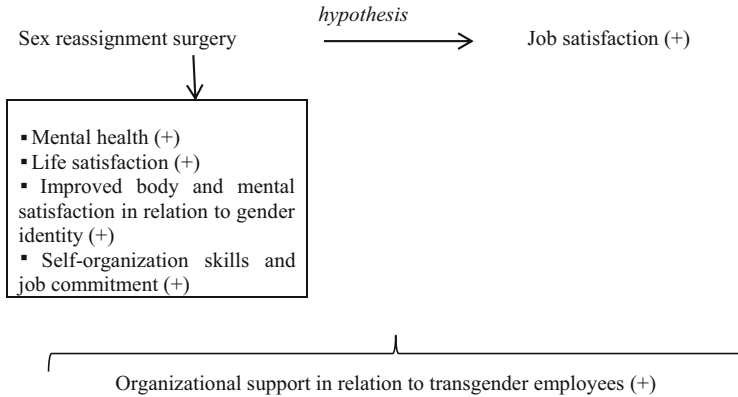 hypothesis
Sex reassignment surgery
Job satisfaction (+)
▪ Mental health (+)
▪ Life satisfaction (+)
▪ Improved body and mental
satisfaction in relation to gender
identity (+)
▪ Self-organization skills and
job commitment (+)
Organizational support in relation to transgender employees (+)